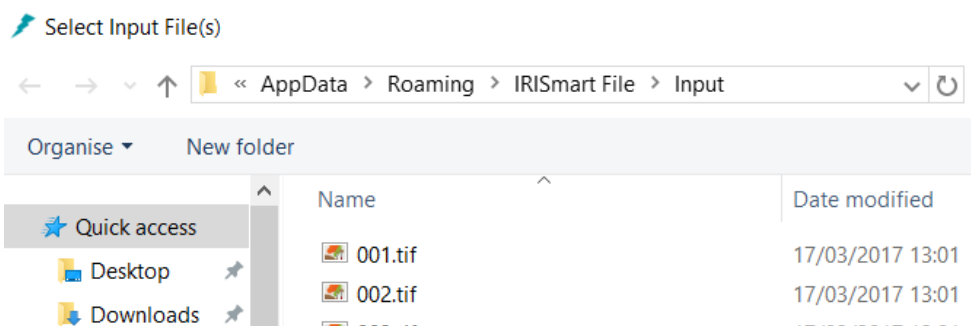 Select Input File(s)
« AppData > Roaming > IRISmart File > Input
Organise New folder
Name Date modified
Quick access
Desktop
Downloads
001.tif 17/03/2017 13:01
002.tif 17/03/2017 13:01